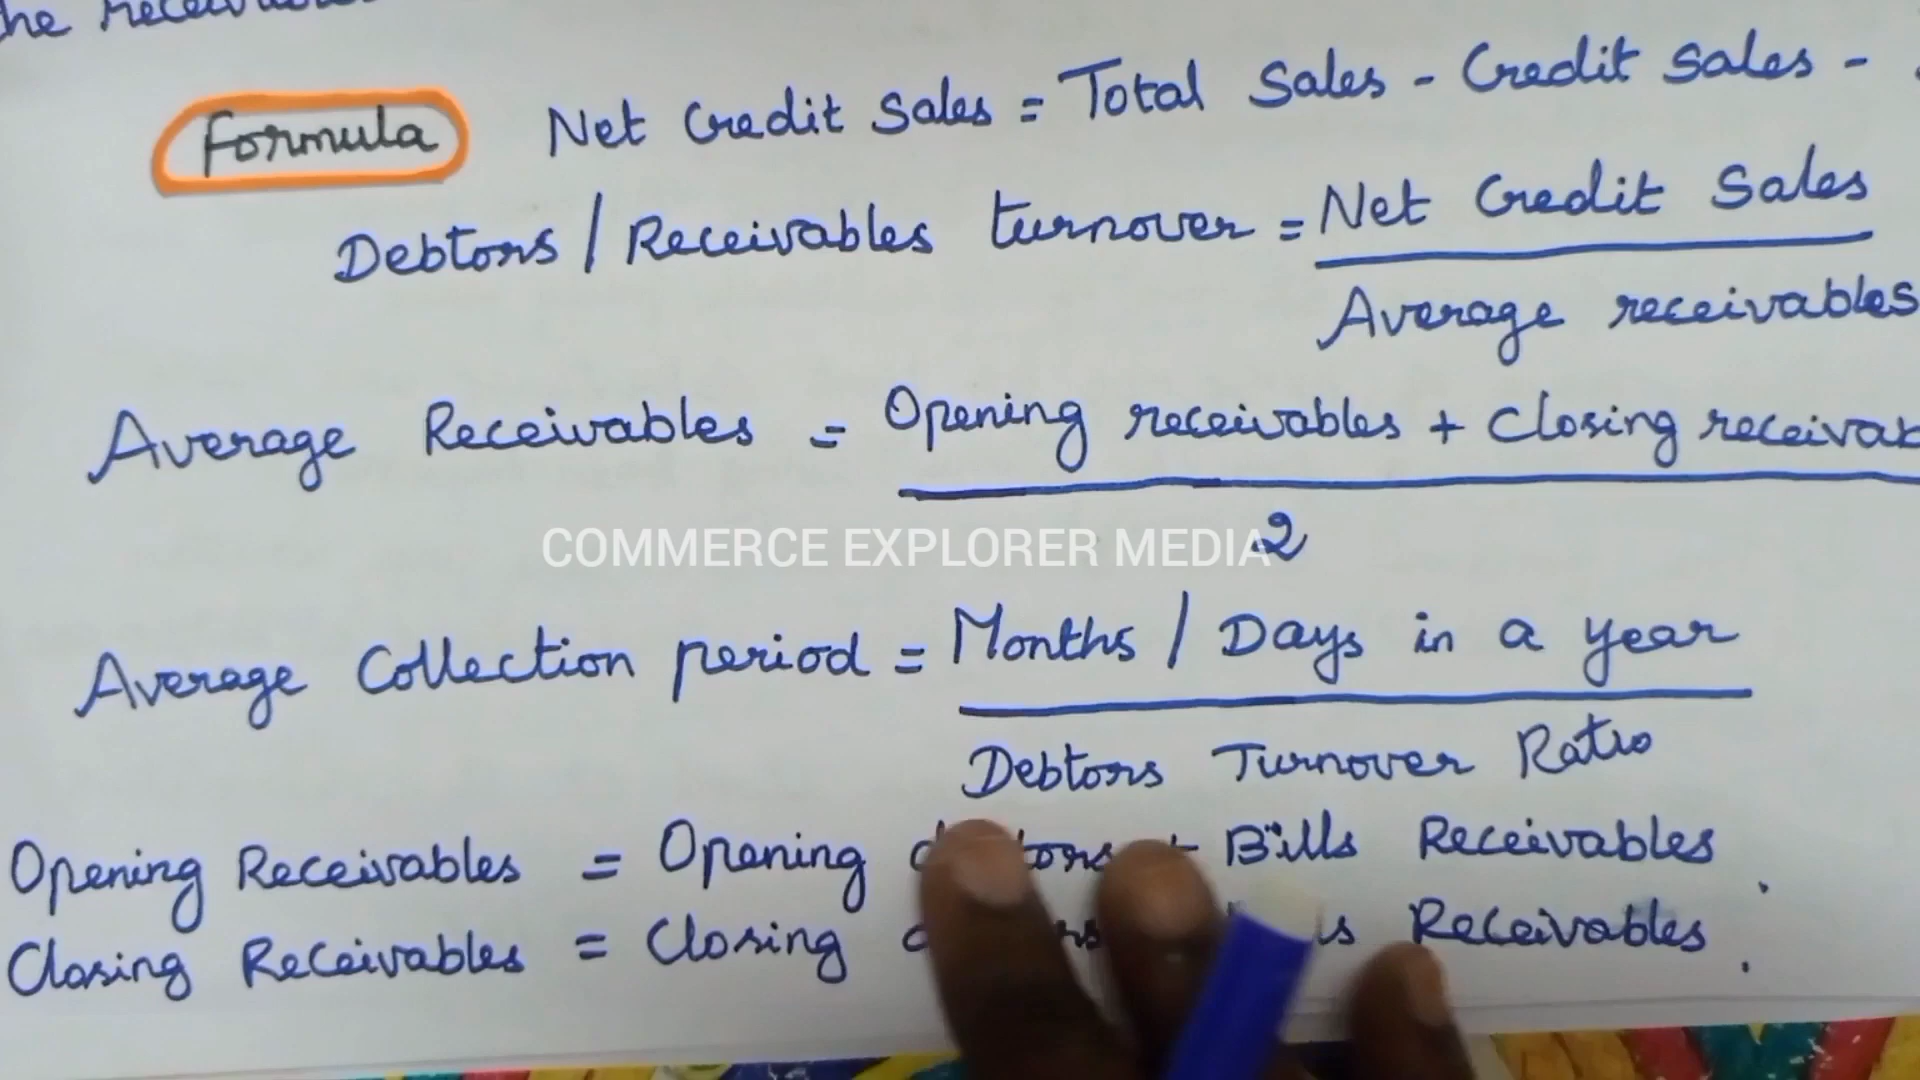 he
Formula Net Credit Sales = Total Sales - Credit Sales -
Debtors / Receivables turnover = Net Credit Sales
Average receivables
Average Receivables = Opening receivables + Closing receivab
2
COMMERCE EXPLORER MEDIA
Average Collection period = Months / Days in a year
Debtors Turnover Ratio
Opening Receivables = Opening Bills Receivables
Closing Receivables = Closing Receivables